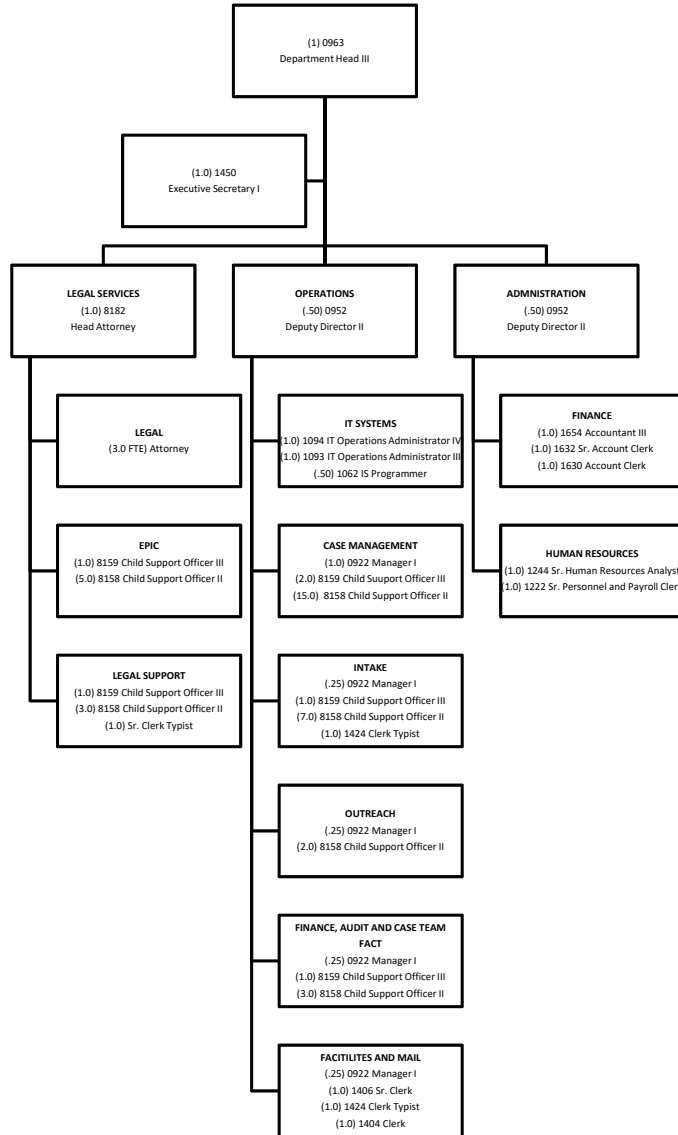 (1) 0963
Department Head III
(1.0) 1450
Executive Secretary I
LEGAL SERVICES
(1.0) 8182
Head Attorney
OPERATIONS
(.50) 0952
Deputy Director II
ADMNISTRATION
(.50) 0952
Deputy Director II
LEGAL
(3.0 FTE) Attorney
EPIC
(1.0) 8159 Child Support Officer III
(5.0) 8158 Child Support Officer II
LEGAL SUPPORT
(1.0) 8159 Child Support Officer III
(3.0) 8158 Child Support Officer II
(1.0) Sr. Clerk Typist
IT SYSTEMS
(1.0) 1094 IT Operations Administrator IV
(1.0) 1093 IT Operations Administrator III
(.50) 1062 IS Programmer
CASE MANAGEMENT
(1.0) 0922 Manager I
(2.0) 8159 Child Support Officer III
(15.0) 8158 Child Support Officer II
INTAKE
(.25) 0922 Manager I
(1.0) 8159 Child Support Officer III
(7.0) 8158 Child Support Officer II
(1.0) 1424 Clerk Typist
OUTREACH
(.25) 0922 Manager I
(2.0) 8158 Child Support Officer II
FINANCE, AUDIT AND CASE TEAM
FACT
(.25) 0922 Manager I
(1.0) 8159 Child Support Officer III
(3.0) 8158 Child Support Officer II
FACITILITES AND MAIL
(.25) 0922 Manager I
(1.0) 1406 Sr. Clerk
(1.0) 1424 Clerk Typist
(1.0) 1404 Clerk
FINANCE
(1.0) 1654 Accountant III
(1.0) 1632 Sr. Account Clerk
(1.0) 1630 Account Clerk
HUMAN RESOURCES
(1.0) 1244 Sr. Human Resources Analyst
(1.0) 1222 Sr. Personnel and Payroll Cler